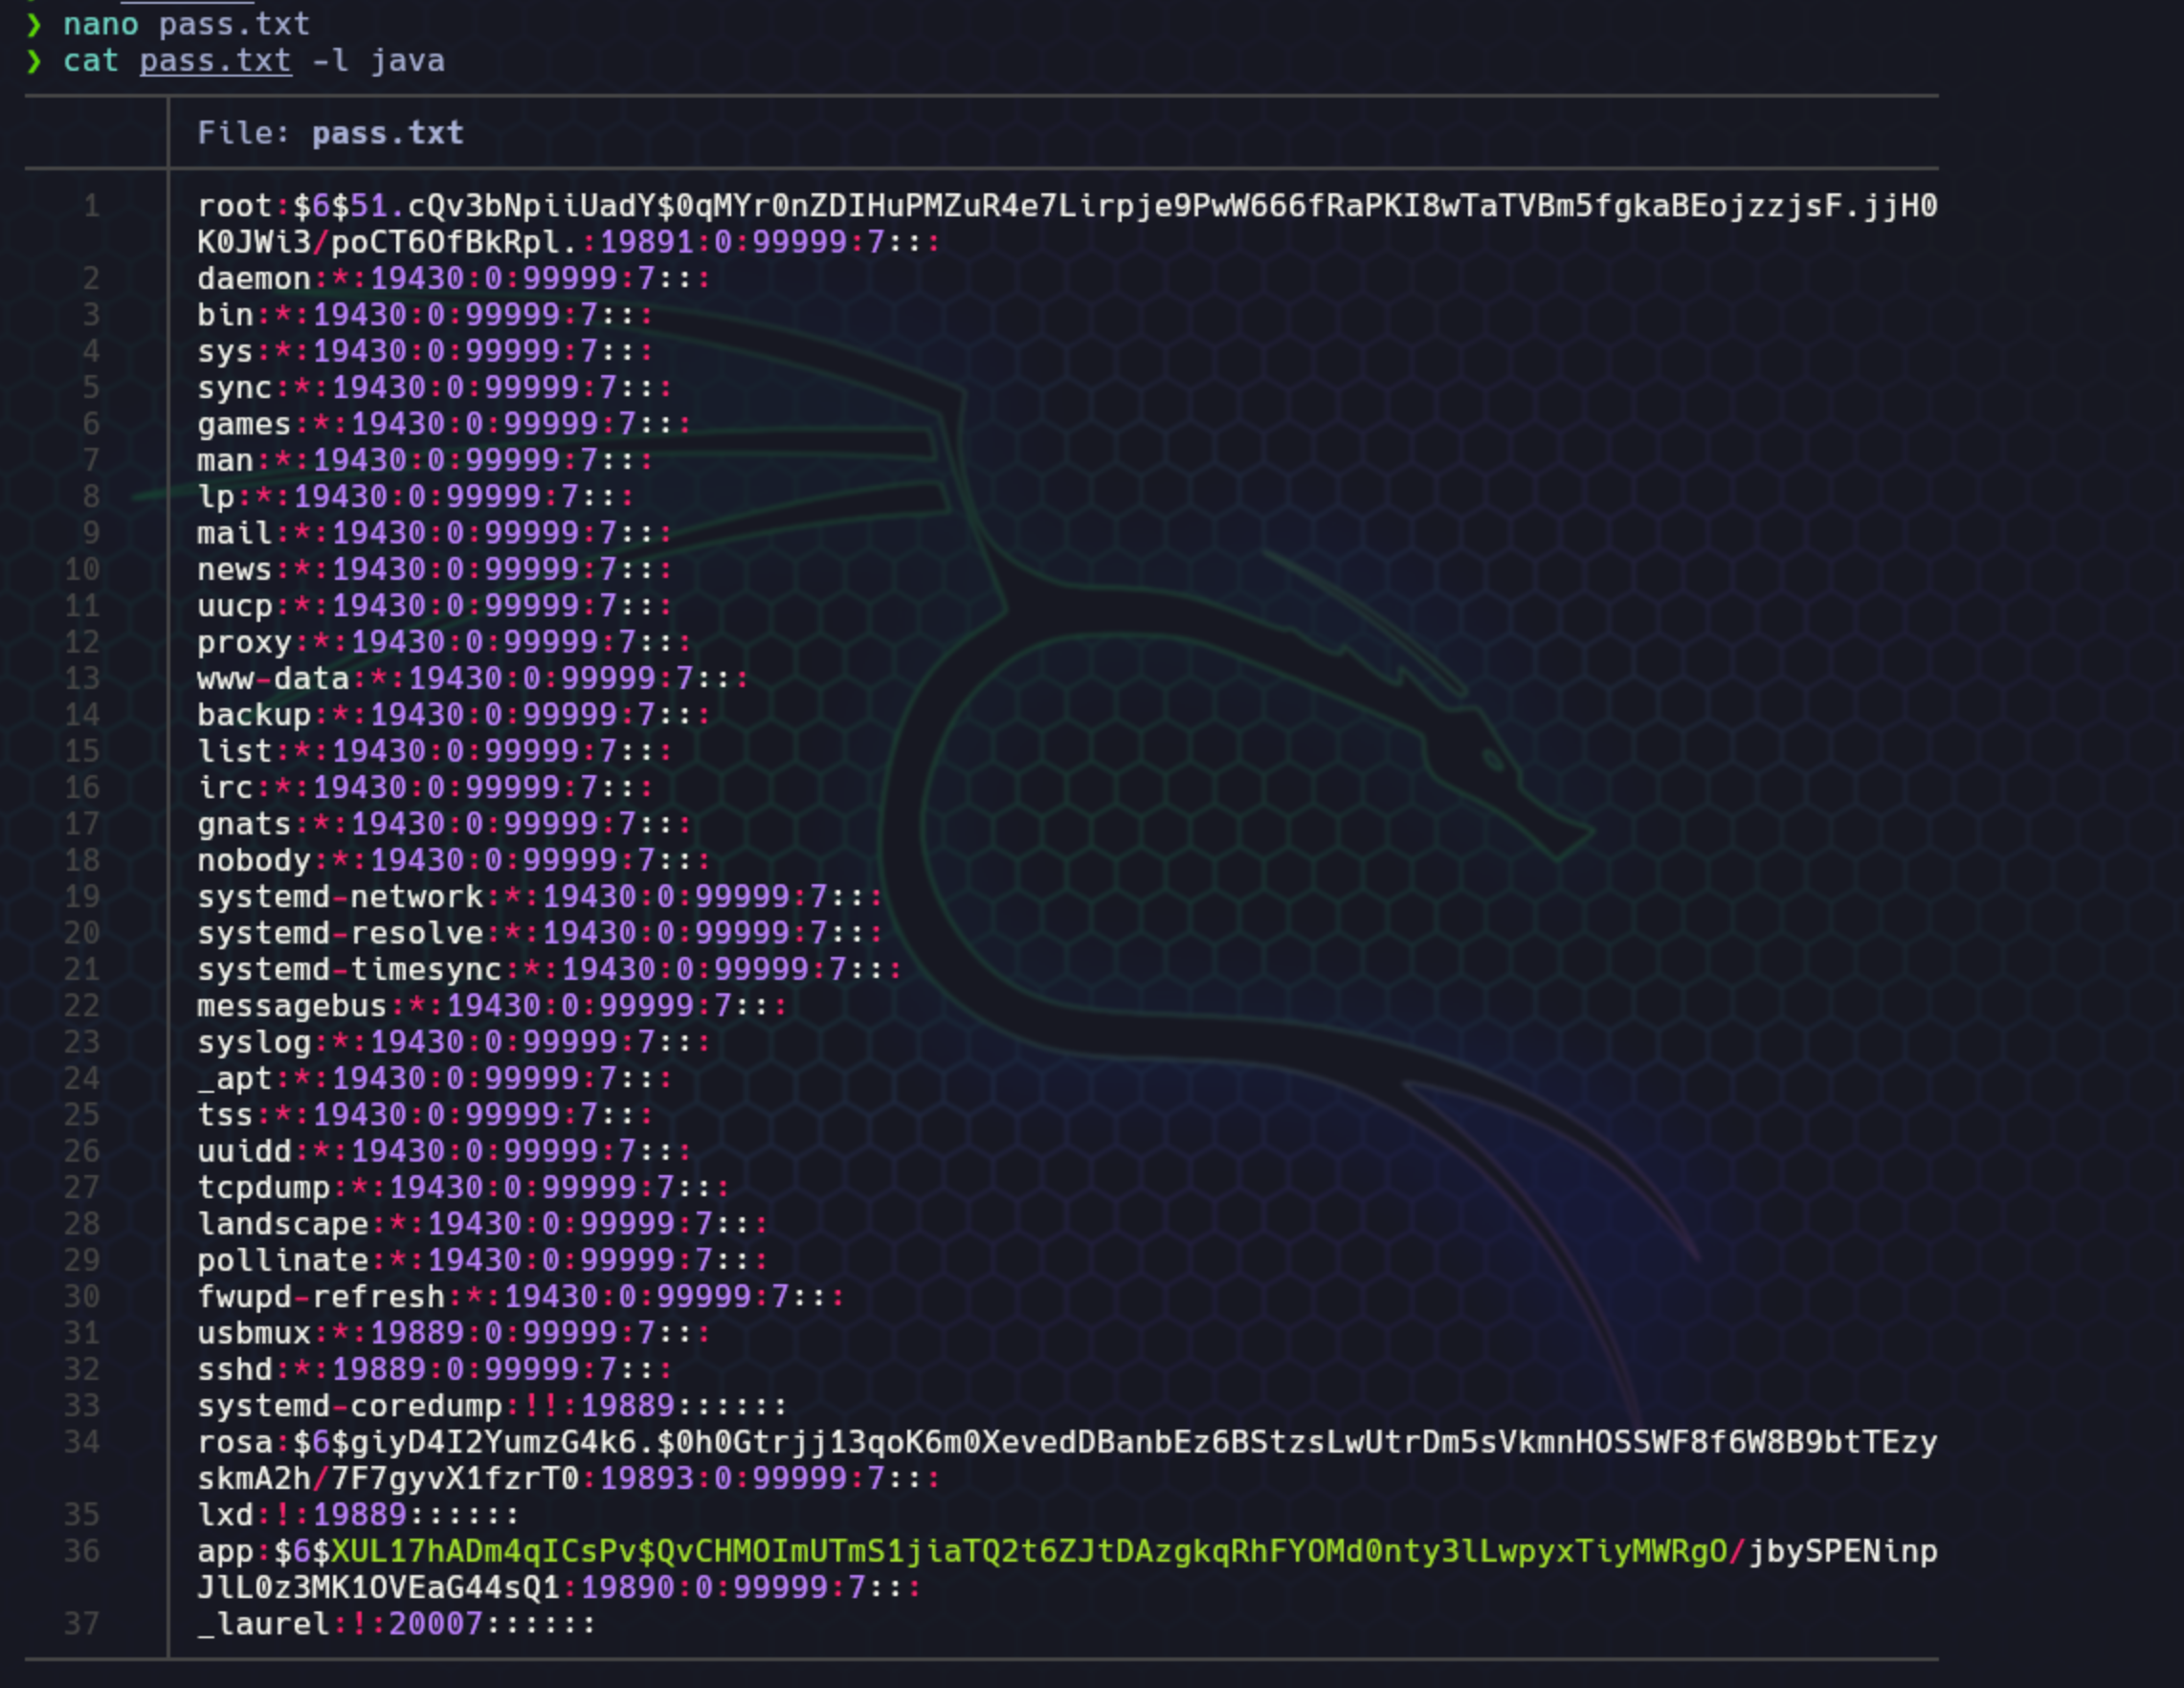 ❯ nano pass.txt
❯ cat pass.txt -l java
File: pass.txt
1 root:$6$51.cQv3bNpiiUadY$0qMYr0nZDIHuPMZuR4e7Lirpje9PwW666fRaPKI8wTaTVBm5fgkaBEojzzjsF.jjH0
K0JWi3/poCT6OfBkRpl.:19891:0:99999:7:::
2 daemon:*:19430:0:99999:7:::
3 bin:*:19430:0:99999:7:::
4 sys:*:19430:0:99999:7:::
5 sync:*:19430:0:99999:7:::
6 games:*:19430:0:99999:7:::
7 man:*:19430:0:99999:7:::
8 lp:*:19430:0:99999:7:::
9 mail:*:19430:0:99999:7:::
10 news:*:19430:0:99999:7:::
11 uucp:*:19430:0:99999:7:::
12 proxy:*:19430:0:99999:7:::
13 www-data:*:19430:0:99999:7:::
14 backup:*:19430:0:99999:7:::
15 list:*:19430:0:99999:7:::
16 irc:*:19430:0:99999:7:::
17 gnats:*:19430:0:99999:7:::
18 nobody:*:19430:0:99999:7:::
19 systemd-network:*:19430:0:99999:7:::
20 systemd-resolve:*:19430:0:99999:7:::
21 systemd-timesync:*:19430:0:99999:7:::
22 messagebus:*:19430:0:99999:7:::
23 syslog:*:19430:0:99999:7:::
24 _apt:*:19430:0:99999:7:::
25 tss:*:19430:0:99999:7:::
26 uuidd:*:19430:0:99999:7:::
27 tcpdump:*:19430:0:99999:7:::
28 landscape:*:19430:0:99999:7:::
29 pollinate:*:19430:0:99999:7:::
30 fwupd-refresh:*:19430:0:99999:7:::
31 usbmux:*:19889:0:99999:7:::
32 sshd:*:19889:0:99999:7:::
33 systemd-coredump:!!:19889::::::
34 rosa:$6$giyD4I2YumzG4k6.$0h0Gtrjj13qoK6m0XevedDBanbEz6BStzsLwUtrDm5sVkmnHOSSWF8f6W8B9btTEzy
skmA2h/7F7gyvX1fzrT0:19893:0:99999:7:::
35 lxd:!:19889::::::
36 app:$6$XUL17hADm4qICsPv$QvCHMOImUTmS1jiaTQ2t6ZJtDAzgkqRhFYOMd0nty3lLwpyxTiyMWRgO/jbySPENinp
JlL0z3MK1OVEaG44sQ1:19890:0:99999:7:::
37 _laurel:!:20007::::::